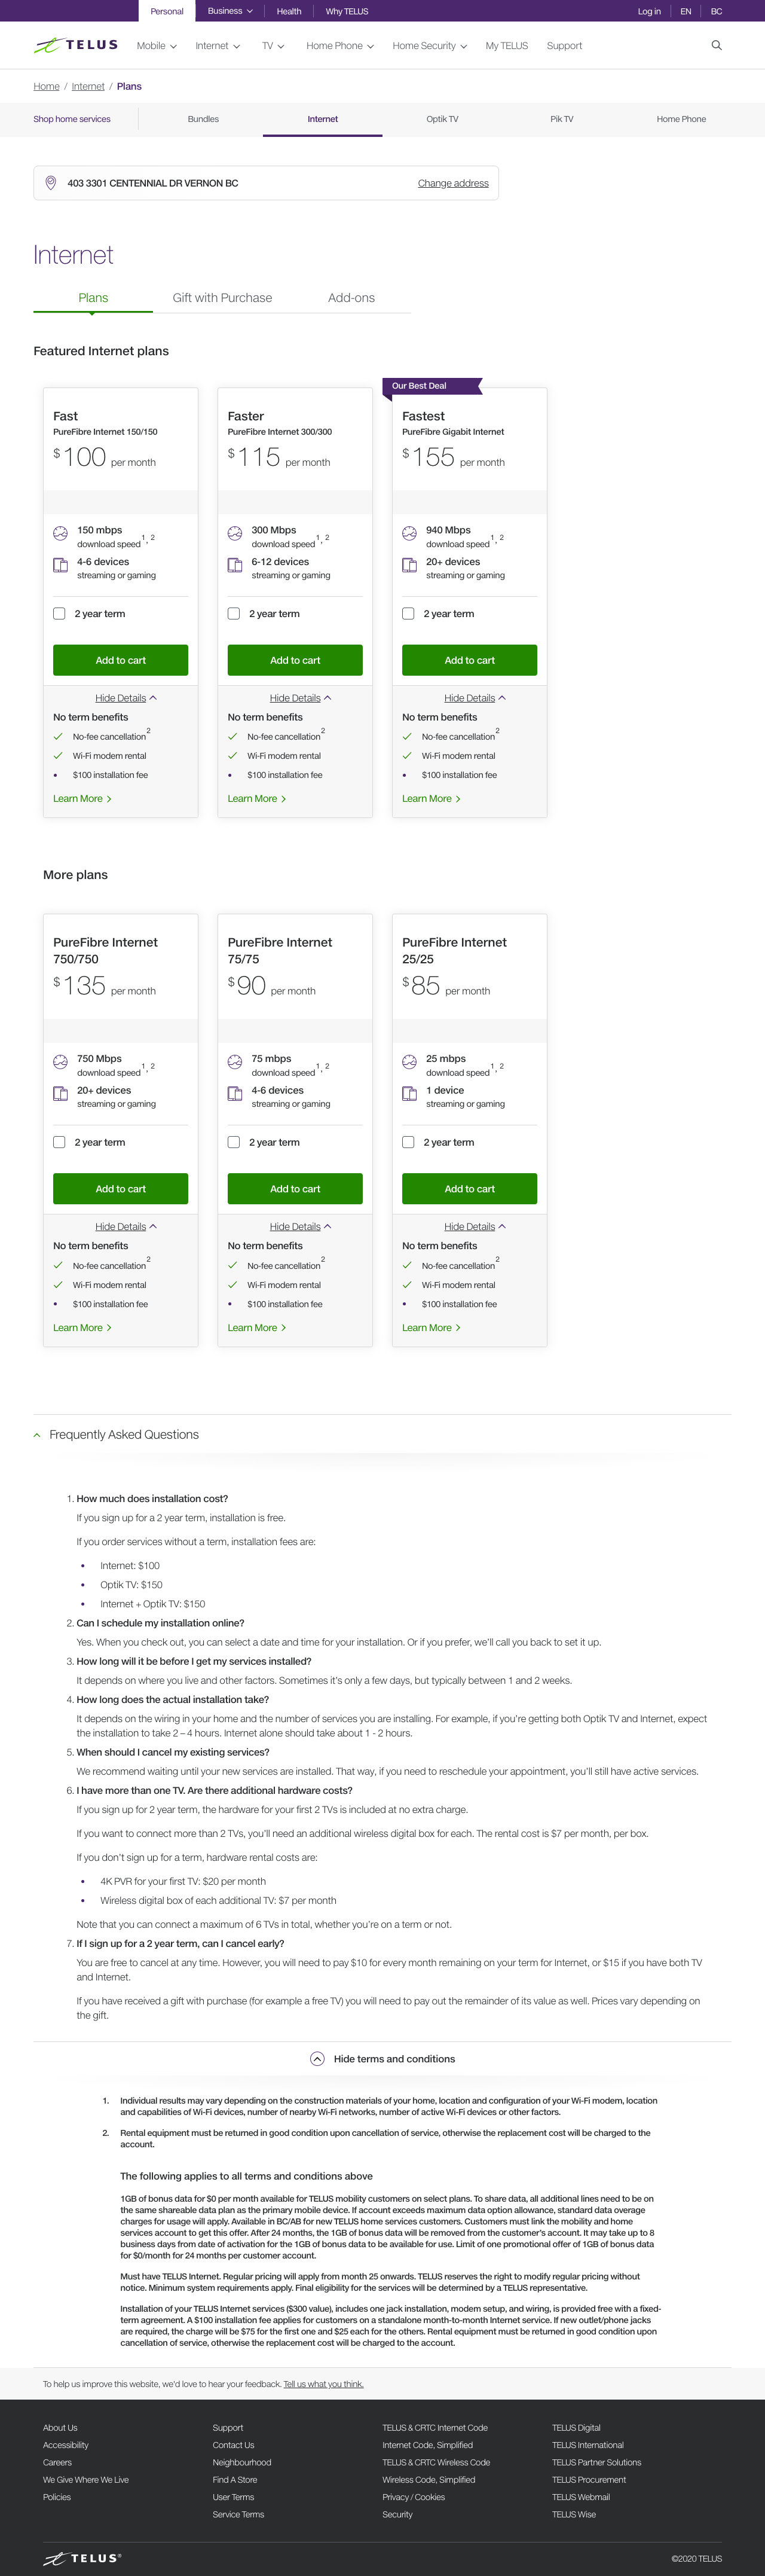 Personal Business Health Why TELUS Log in EN BC
TELUS Mobile Internet TV Home Phone Home Security My TELUS Support
Home / Internet / Plans
Shop home services Bundles Internet Optik TV Pik TV Home Phone
403 3301 CENTENNIAL DR VERNON BC Change address
Internet
Plans Gift with Purchase Add-ons
Featured Internet plans
Fast
PureFibre Internet 150/150
$100 per month
150 mbps
download speed 1, 2
4-6 devices
streaming or gaming
2 year term
Add to cart
Hide Details
No term benefits
No-fee cancellation 2
Wi-Fi modem rental
• $100 installation fee
Learn More
Faster
PureFibre Internet 300/300
$115 per month
300 Mbps
download speed 1, 2
6-12 devices
streaming or gaming
2 year term
Add to cart
Hide Details
No term benefits
No-fee cancellation 2
Wi-Fi modem rental
• $100 installation fee
Learn More
Our Best Deal
Fastest
PureFibre Gigabit Internet
$155 per month
940 Mbps
download speed 1, 2
20+ devices
streaming or gaming
2 year term
Add to cart
Hide Details
No term benefits
No-fee cancellation 2
Wi-Fi modem rental
• $100 installation fee
Learn More
More plans
PureFibre Internet
750/750
$135 per month
750 Mbps
download speed 1, 2
20+ devices
streaming or gaming
2 year term
Add to cart
Hide Details
No term benefits
No-fee cancellation 2
Wi-Fi modem rental
• $100 installation fee
Learn More
PureFibre Internet
75/75
$90 per month
75 mbps
download speed 1, 2
4-6 devices
streaming or gaming
2 year term
Add to cart
Hide Details
No term benefits
No-fee cancellation 2
Wi-Fi modem rental
• $100 installation fee
Learn More
PureFibre Internet
25/25
$85 per month
25 mbps
download speed 1, 2
1 device
streaming or gaming
2 year term
Add to cart
Hide Details
No term benefits
No-fee cancellation 2
Wi-Fi modem rental
• $100 installation fee
Learn More
Frequently Asked Questions
1. How much does installation cost?
If you sign up for a 2 year term, installation is free.
If you order services without a term, installation fees are:
• Internet: $100
• Optik TV: $150
• Internet + Optik TV: $150
2. Can I schedule my installation online?
Yes. When you check out, you can select a date and time for your installation. Or if you prefer, we'll call you back to set it up.
3. How long will it be before I get my services installed?
It depends on where you live and other factors. Sometimes it's only a few days, but typically between 1 and 2 weeks.
4. How long does the actual installation take?
It depends on the wiring in your home and the number of services you are installing. For example, if you're getting both Optik TV and Internet, expect
the installation to take 2 – 4 hours. Internet alone should take about 1 - 2 hours.
5. When should I cancel my existing services?
We recommend waiting until your new services are installed. That way, if you need to reschedule your appointment, you'll still have active services.
6. I have more than one TV. Are there additional hardware costs?
If you sign up for 2 year term, the hardware for your first 2 TVs is included at no extra charge.
If you want to connect more than 2 TVs, you'll need an additional wireless digital box for each. The rental cost is $7 per month, per box.
If you don't sign up for a term, hardware rental costs are:
• 4K PVR for your first TV: $20 per month
• Wireless digital box of each additional TV: $7 per month
Note that you can connect a maximum of 6 TVs in total, whether you're on a term or not.
7. If I sign up for a 2 year term, can I cancel early?
You are free to cancel at any time. However, you will need to pay $10 for every month remaining on your term for Internet, or $15 if you have both TV
and Internet.
If you have received a gift with purchase (for example a free TV) you will need to pay out the remainder of its value as well. Prices vary depending on
the gift.
Hide terms and conditions
1. Individual results may vary depending on the construction materials of your home, location and configuration of your Wi-Fi modem, location
and capabilities of Wi-Fi devices, number of nearby Wi-Fi networks, number of active Wi-Fi devices or other factors.
2. Rental equipment must be returned in good condition upon cancellation of service, otherwise the replacement cost will be charged to the
account.
The following applies to all terms and conditions above
1GB of bonus data for $0 per month available for TELUS mobility customers on select plans. To share data, all additional lines need to be on
the same shareable data plan as the primary mobile device. If account exceeds maximum data option allowance, standard data overage
charges for usage will apply. Available in BC/AB for new TELUS home services customers. Customers must link the mobility and home
services account to get this offer. After 24 months, the 1GB of bonus data will be removed from the customer's account. It may take up to 8
business days from date of activation for the 1GB of bonus data to be available for use. Limit of one promotional offer of 1GB of bonus data
for $0/month for 24 months per customer account.
Must have TELUS Internet. Regular pricing will apply from month 25 onwards. TELUS reserves the right to modify regular pricing without
notice. Minimum system requirements apply. Final eligibility for the services will be determined by a TELUS representative.
Installation of your TELUS Internet services ($300 value), includes one jack installation, modem setup, and wiring, is provided free with a fixed-
term agreement. A $100 installation fee applies for customers on a standalone month-to-month Internet service. If new outlet/phone jacks
are required, the charge will be $75 for the first one and $25 each for the others. Rental equipment must be returned in good condition upon
cancellation of service, otherwise the replacement cost will be charged to the account.
To help us improve this website, we'd love to hear your feedback. Tell us what you think.
About Us Support TELUS & CRTC Internet Code TELUS Digital
Accessibility Contact Us Internet Code, Simplified TELUS International
Careers Neighbourhood TELUS & CRTC Wireless Code TELUS Partner Solutions
We Give Where We Live Find A Store Wireless Code, Simplified TELUS Procurement
Policies User Terms Privacy / Cookies TELUS Webmail
Service Terms Security TELUS Wise
TELUS® ©2020 TELUS